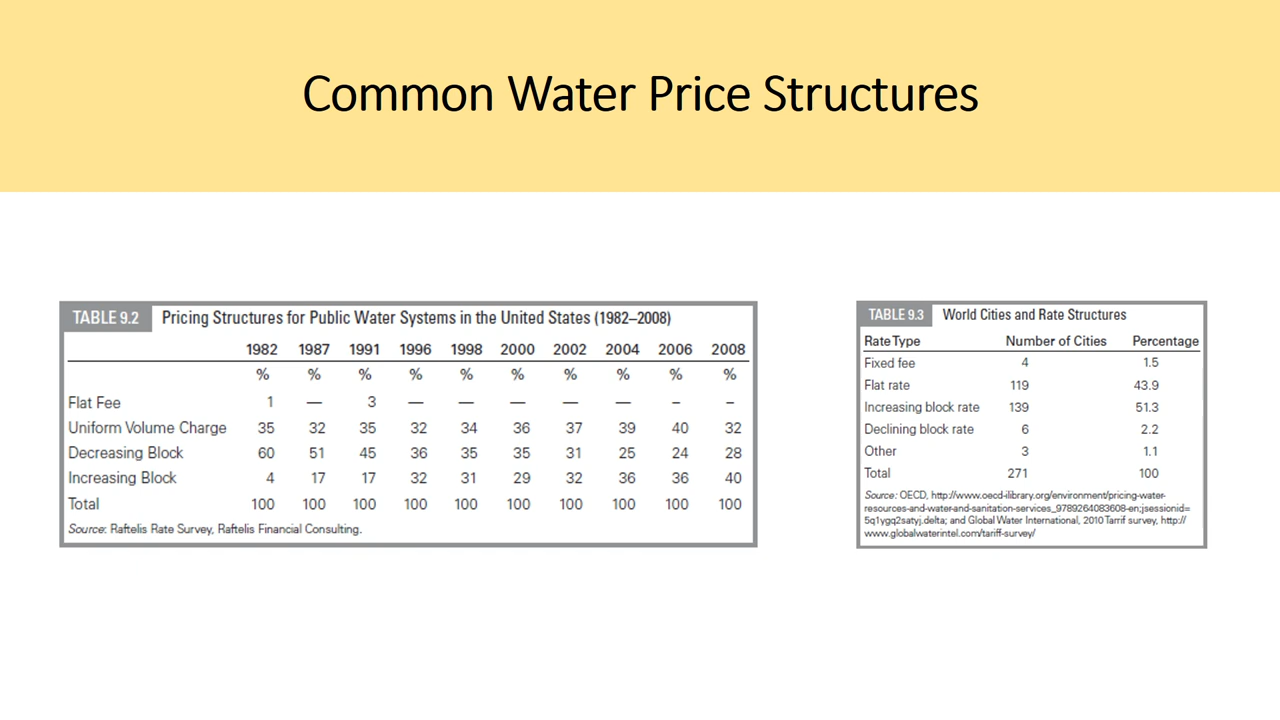 Common Water Price Structures
TABLE 9.2 Pricing Structures for Public Water Systems in the United States (1982–2008)
1982 1987 1991 1996 1998 2000 2002 2004 2006 2008
% % % % % % % % % %
Flat Fee 1 — 3 — — — — — – –
Uniform Volume Charge 35 32 35 32 34 36 37 39 40 32
Decreasing Block 60 51 45 36 35 35 31 25 24 28
Increasing Block 4 17 17 32 31 29 32 36 36 40
Total 100 100 100 100 100 100 100 100 100 100
Source: Raftelis Rate Survey, Raftelis Financial Consulting.
TABLE 9.3 World Cities and Rate Structures
Rate Type Number of Cities Percentage
Fixed fee 4 1.5
Flat rate 119 43.9
Increasing block rate 139 51.3
Declining block rate 6 2.2
Other 3 1.1
Total 271 100
Source: OECD, http://www.oecd-ilibrary.org/environment/pricing-water-
resources-and-water-and-sanitation-services_9789264083608-en;jsessionid=
5q1ygq2satyj.delta; and Global Water International, 2010 Tarrif survey, http://
www.globalwaterintel.com/tariff-survey/